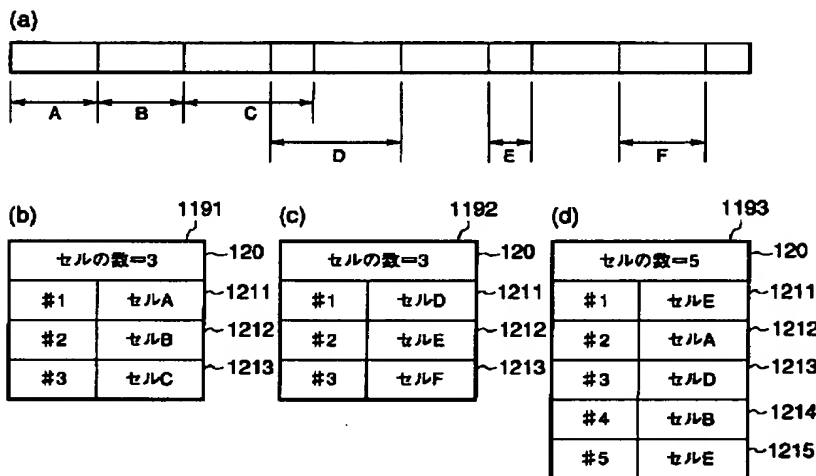 (a)
A B C
D E F
(b) 1191
セルの数=3 120
#1 セルA 1211
#2 セルB 1212
#3 セルC 1213
(c) 1192
セルの数=3 120
#1 セルD 1211
#2 セルE 1212
#3 セルF 1213
(d) 1193
セルの数=5 120
#1 セルE 1211
#2 セルA 1212
#3 セルD 1213
#4 セルB 1214
#5 セルE 1215